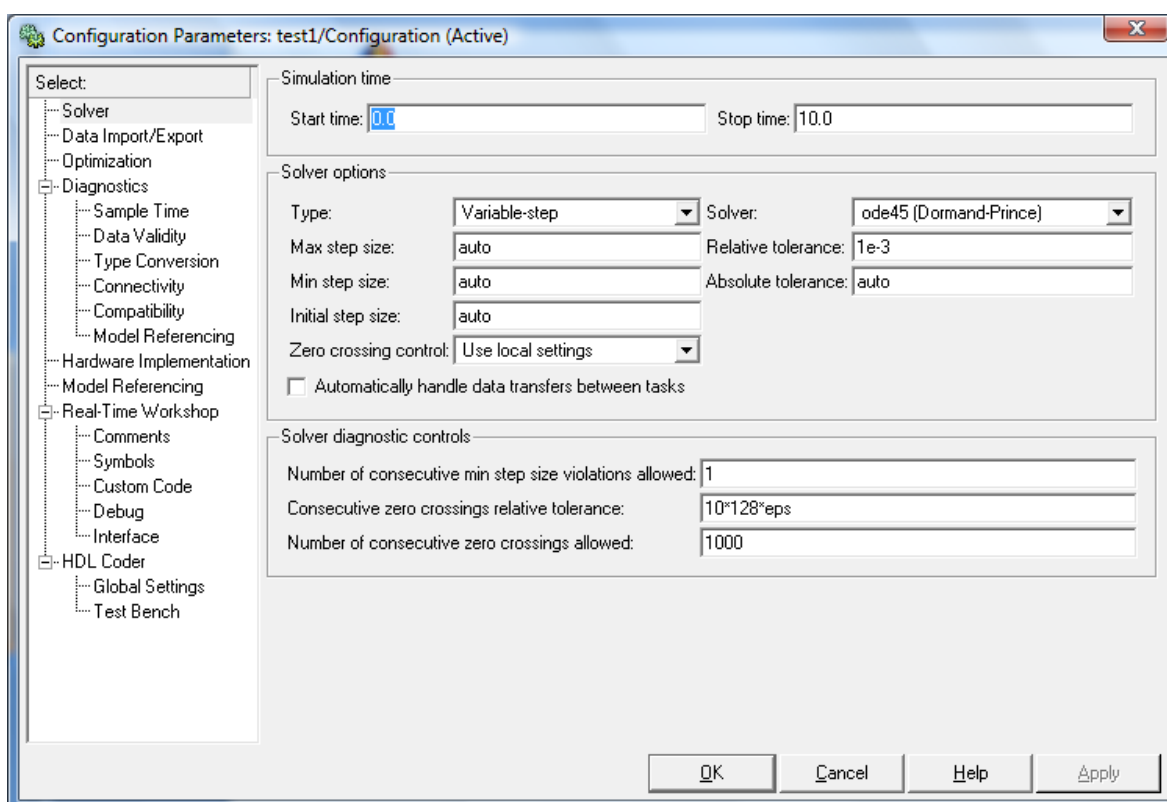 Configuration Parameters: test1/Configuration (Active)
x
Select:
Solver
Data Import/Export
Optimization
Diagnostics
Sample Time
Data Validity
Type Conversion
Connectivity
Compatibility
Model Referencing
Hardware Implementation
Model Referencing
Real-Time Workshop
Comments
Symbols
Custom Code
Debug
Interface
HDL Coder
Global Settings
Test Bench
Simulation time
Start time: 0.0 Stop time: 10.0
Solver options
Type: Variable-step Solver: ode45 (Dormand-Prince)
Max step size: auto Relative tolerance: 1e-3
Min step size: auto Absolute tolerance: auto
Initial step size: auto
Zero crossing control: Use local settings
Automatically handle data transfers between tasks
Solver diagnostic controls
Number of consecutive min step size violations allowed: 1
Consecutive zero crossings relative tolerance: 10*128*eps
Number of consecutive zero crossings allowed: 1000
OK Cancel Help Apply